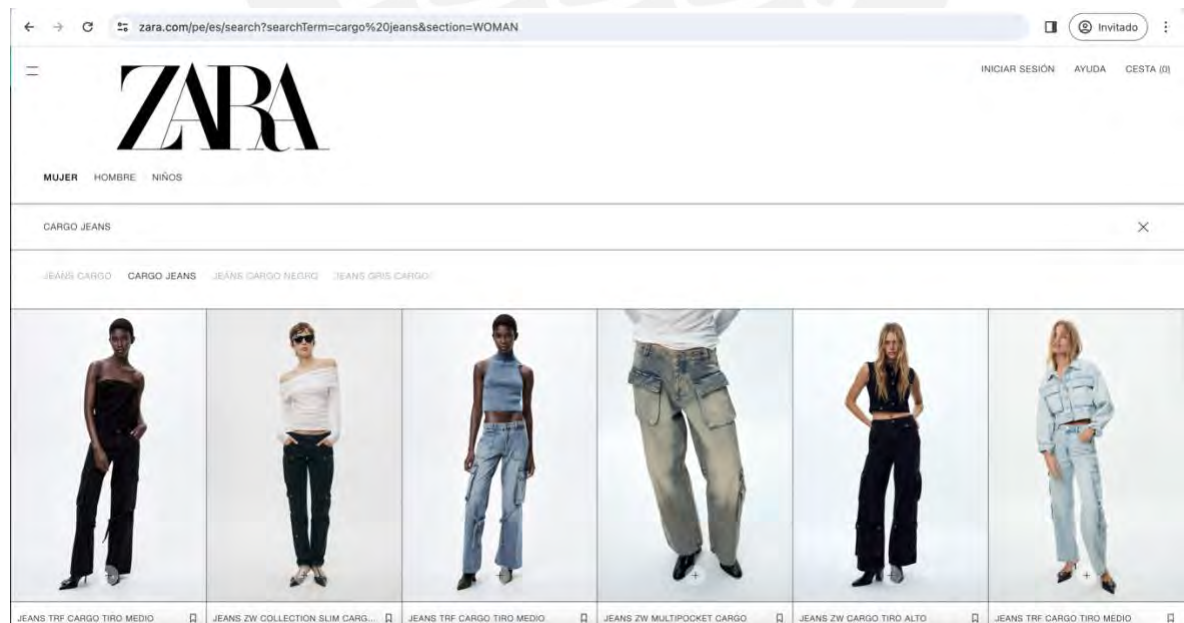 zara.com/pe/es/search?searchTerm=cargo%20jeans&section=WOMAN
Invitado
ZARA
INICIAR SESIÓN AYUDA CESTA (0)
MUJER HOMBRE NIÑOS
CARGO JEANS
JEANS CARGO CARGO JEANS JEANS CARGO NEGRO JEANS GRIS CARGO
JEANS TRF CARGO TIRO MEDIO JEANS ZW COLLECTION SLIM CARG... JEANS TRF CARGO TIRO MEDIO JEANS ZW MULTIPOCKET CARGO JEANS ZW CARGO TIRO ALTO JEANS TRF CARGO TIRO MEDIO